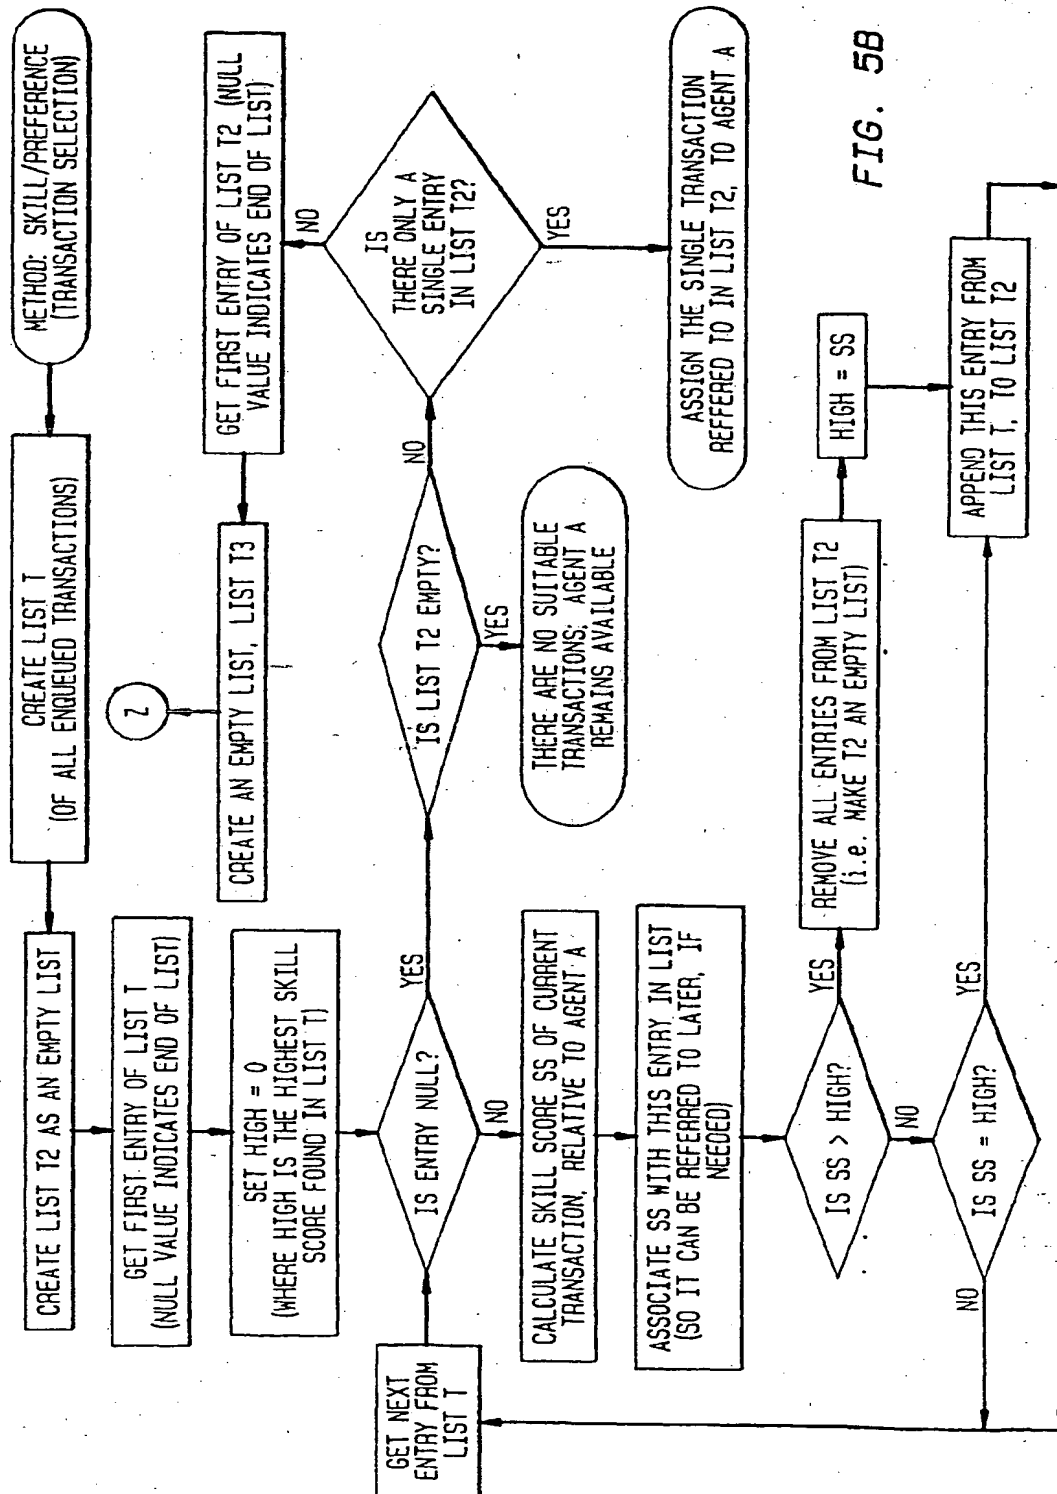 METHOD: SKILL/PREFERENCE
(TRANSACTION SELECTION)
CREATE LIST T
(OF ALL ENQUEUED TRANSACTIONS)
CREATE LIST T2 AS AN EMPTY LIST
GET FIRST ENTRY OF LIST T
(NULL VALUE INDICATES END OF LIST)
SET HIGH = 0
(WHERE HIGH IS THE HIGHEST SKILL
SCORE FOUND IN LIST T)
GET NEXT
ENTRY FROM
LIST T
IS ENTRY NULL?
YES
NO
IS LIST T2 EMPTY?
NO
YES
THERE ARE NO SUITABLE
TRANSACTIONS; AGENT A
REMAINS AVAILABLE
IS
THERE ONLY A
SINGLE ENTRY
IN LIST T2?
NO
YES
GET FIRST ENTRY OF LIST T2 (NULL
VALUE INDICATES END OF LIST)
CREATE AN EMPTY LIST, LIST T3
Z
ASSIGN THE SINGLE TRANSACTION
REFFERED TO IN LIST T2, TO AGENT A
CALCULATE SKILL SCORE SS OF CURRENT
TRANSACTION, RELATIVE TO AGENT A
ASSOCIATE SS WITH THIS ENTRY IN LIST
(SO IT CAN BE REFERRED TO LATER, IF
NEEDED)
IS SS > HIGH?
YES
NO
REMOVE ALL ENTRIES FROM LIST T2
(i.e. MAKE T2 AN EMPTY LIST)
HIGH = SS
IS SS = HIGH?
YES
NO
APPEND THIS ENTRY FROM
LIST T, TO LIST T2
FIG. 5B